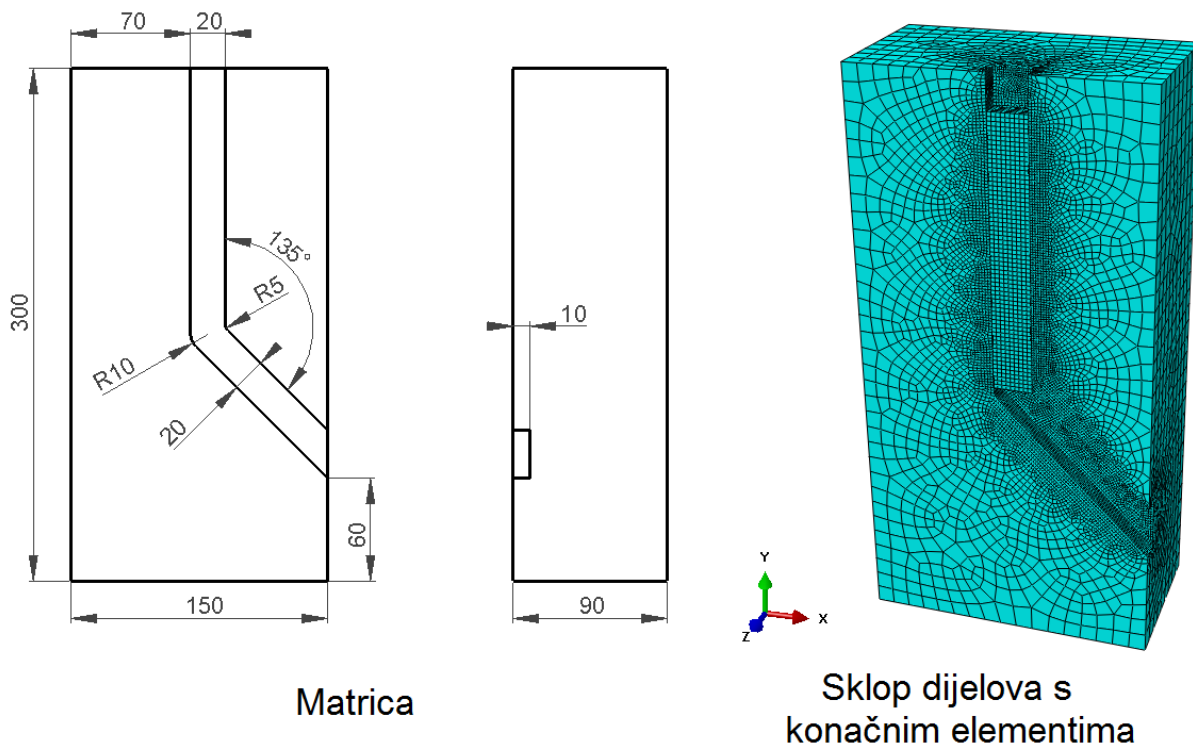 70
20
135°
R5
300
R10
20
60
150
10
90
Y
X
Z
Matrica
Sklop dijelova s
konačnim elementima